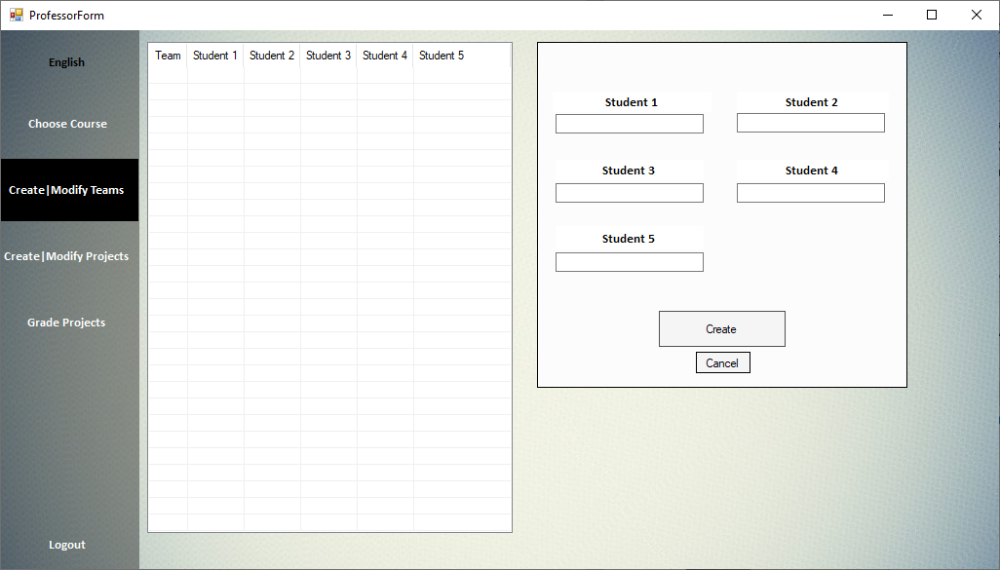 ProfessorForm
English
Choose Course
Create|Modify Teams
Create|Modify Projects
Grade Projects
Logout
Team Student 1 Student 2 Student 3 Student 4 Student 5
Student 1 Student 2
Student 3 Student 4
Student 5
Create
Cancel